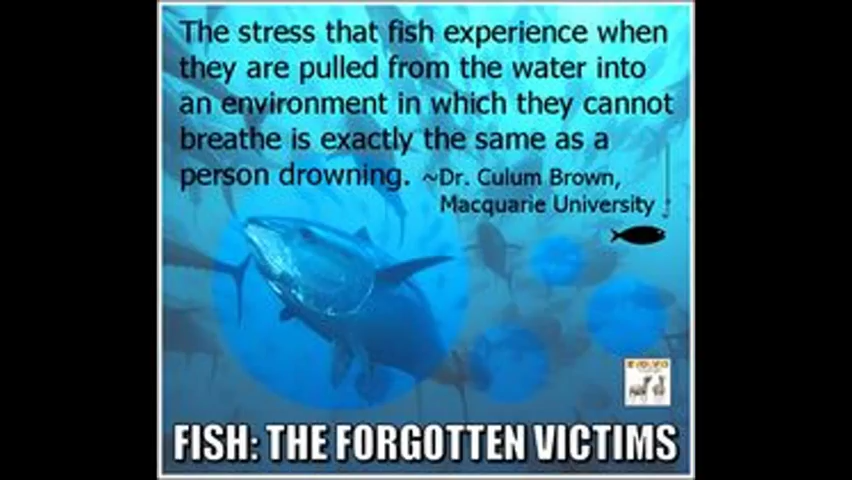 The stress that fish experience when
they are pulled from the water into
an environment in which they cannot
breathe is exactly the same as a
person drowning. ~Dr. Culum Brown,
Macquarie University
FISH: THE FORGOTTEN VICTIMS